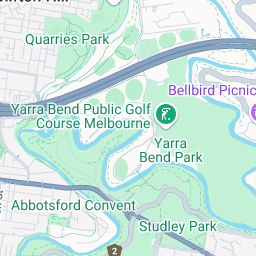 Quarries Park
Bellbird Picnic
Yarra Bend Public Golf
Course Melbourne
Yarra
Bend Park
Abbotsford Convent
Studley Park
2